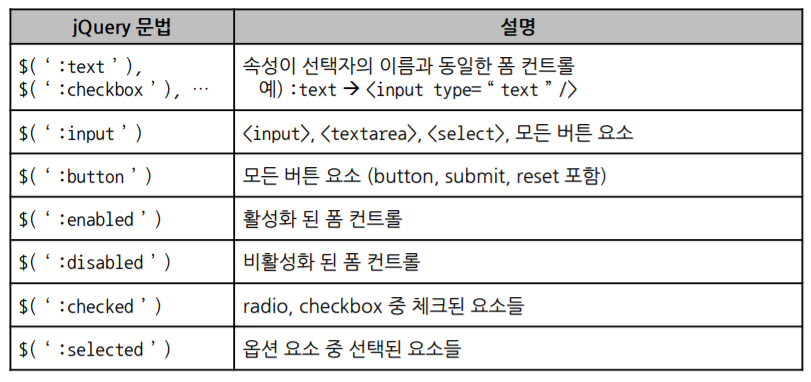 jQuery 문법
설명
$( ‘ :text ’ ),
$( ‘ :checkbox ’ ), …
속성이 선택자의 이름과 동일한 폼 컨트롤
예) :text → <input type= “ text ” />
$( ‘ :input ’ )
<input>, <textarea>, <select>, 모든 버튼 요소
$( ‘ :button ’ )
모든 버튼 요소 (button, submit, reset 포함)
$( ‘ :enabled ’ )
활성화 된 폼 컨트롤
$( ‘ :disabled ’ )
비활성화 된 폼 컨트롤
$( ‘ :checked ’ )
radio, checkbox 중 체크된 요소들
$( ‘ :selected ’ )
옵션 요소 중 선택된 요소들